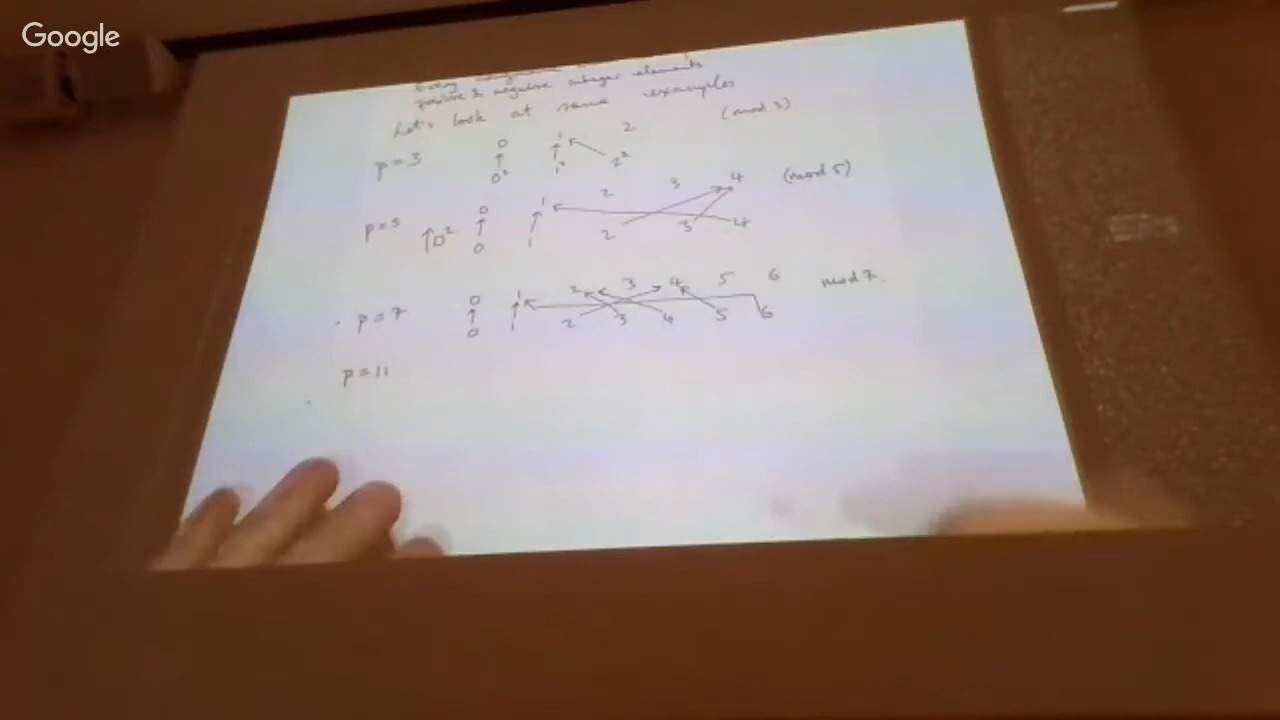 Google
Every
positive & negative integer elements
Let's look at some examples
0 1 2 (mod 3)
p = 3
0² 1² 2²
0 1 2 3 4 (mod 5)
p = 5 ↑□²
0 1 2 3 4
0 1 2 3 4 5 6 mod 7.
p = 7
0 1 2 3 4 5 6
p = 11